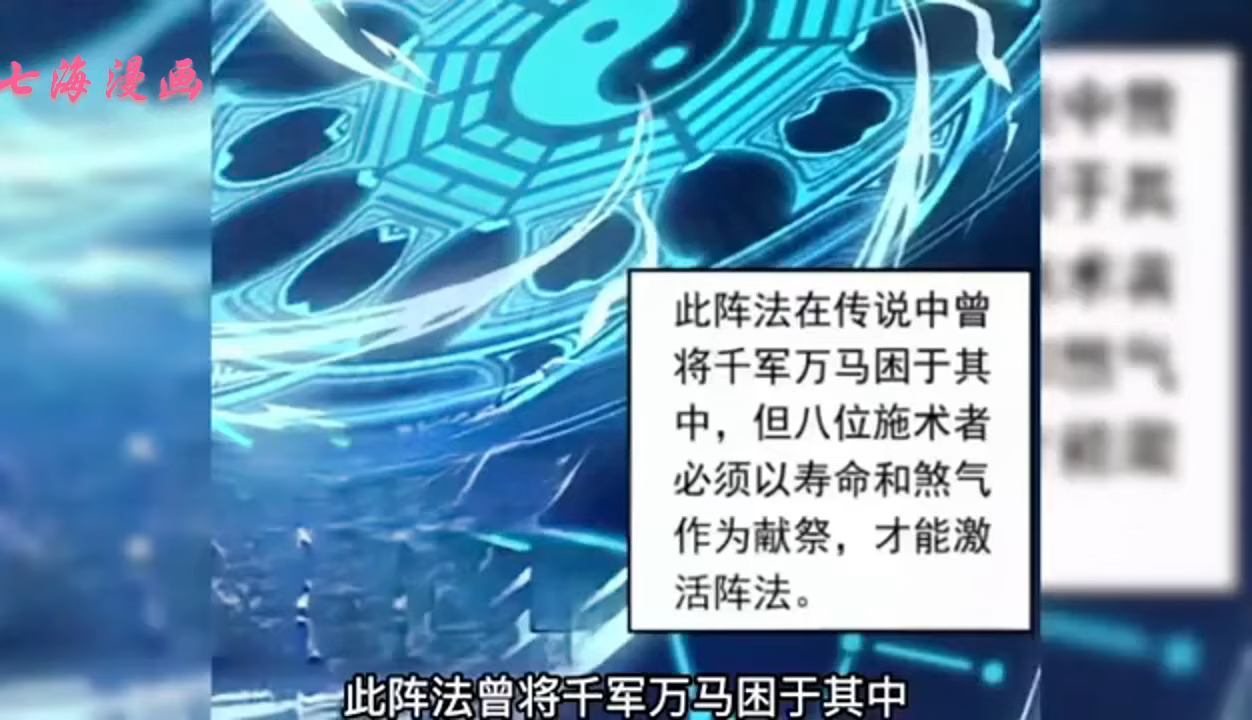 七海漫画
此阵法在传说中曾
将千军万马困于其
中，但八位施术者
必须以寿命和煞气
作为献祭，才能激
活阵法。
此阵法曾将千军万马困于其中